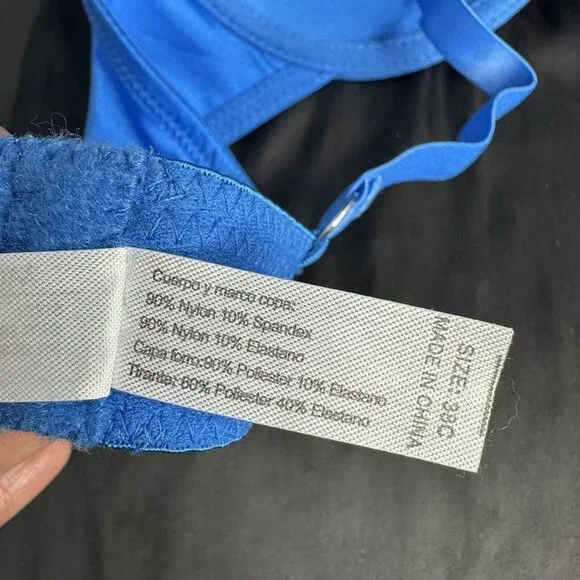 Cuerpo y marco copa:
90% Nylon 10% Spandex
90% Nylon 10% Elastano
Capa forro:90% Poliester 10% Elastano
Tirante: 60% Poliester 40% Elastano
SIZE: 38C
MADE IN CHINA